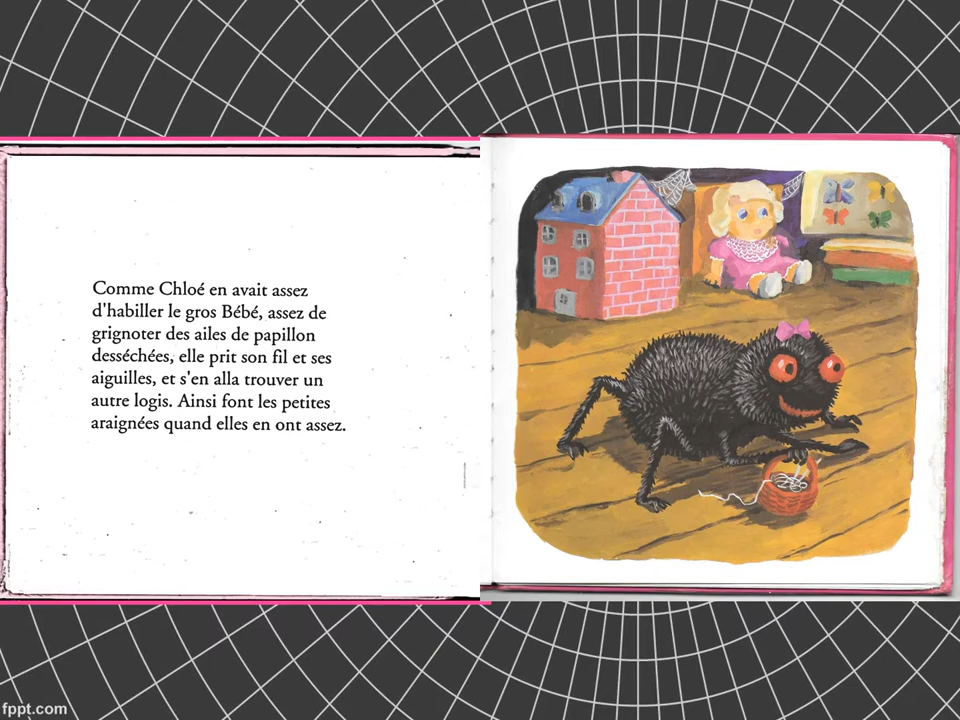 Comme Chloé en avait assez
d'habiller le gros Bébé, assez de
grignoter des ailes de papillon
desséchées, elle prit son fil et ses
aiguilles, et s'en alla trouver un
autre logis. Ainsi font les petites
araignées quand elles en ont assez.
fppt.com